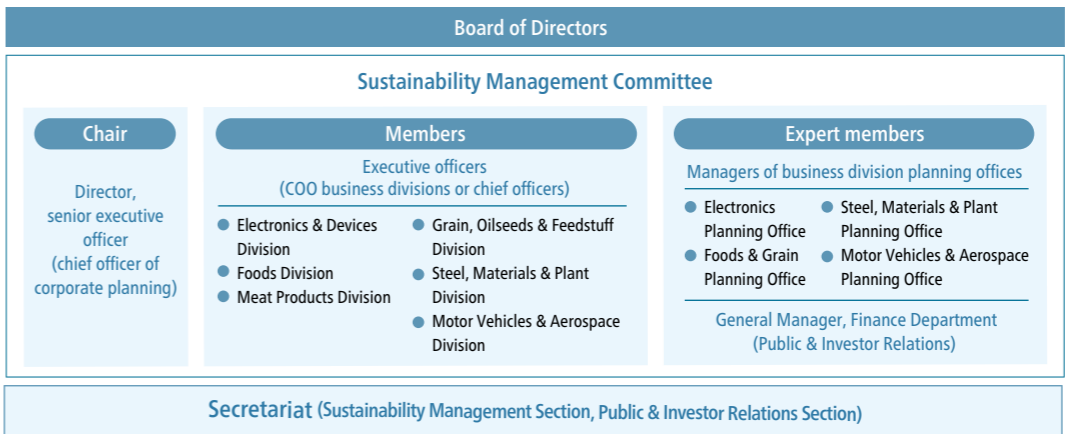 Board of Directors
Sustainability Management Committee
Chair
Director,
senior executive
officer
(chief officer of
corporate planning)
Members
Executive officers
(COO business divisions or chief officers)
● Electronics & Devices
Division
● Foods Division
● Meat Products Division
● Grain, Oilseeds & Feedstuff
Division
● Steel, Materials & Plant
Division
● Motor Vehicles & Aerospace
Division
Expert members
Managers of business division planning offices
● Electronics
Planning Office
● Foods & Grain
Planning Office
● Steel, Materials & Plant
Planning Office
● Motor Vehicles & Aerospace
Planning Office
General Manager, Finance Department
(Public & Investor Relations)
Secretariat (Sustainability Management Section, Public & Investor Relations Section)